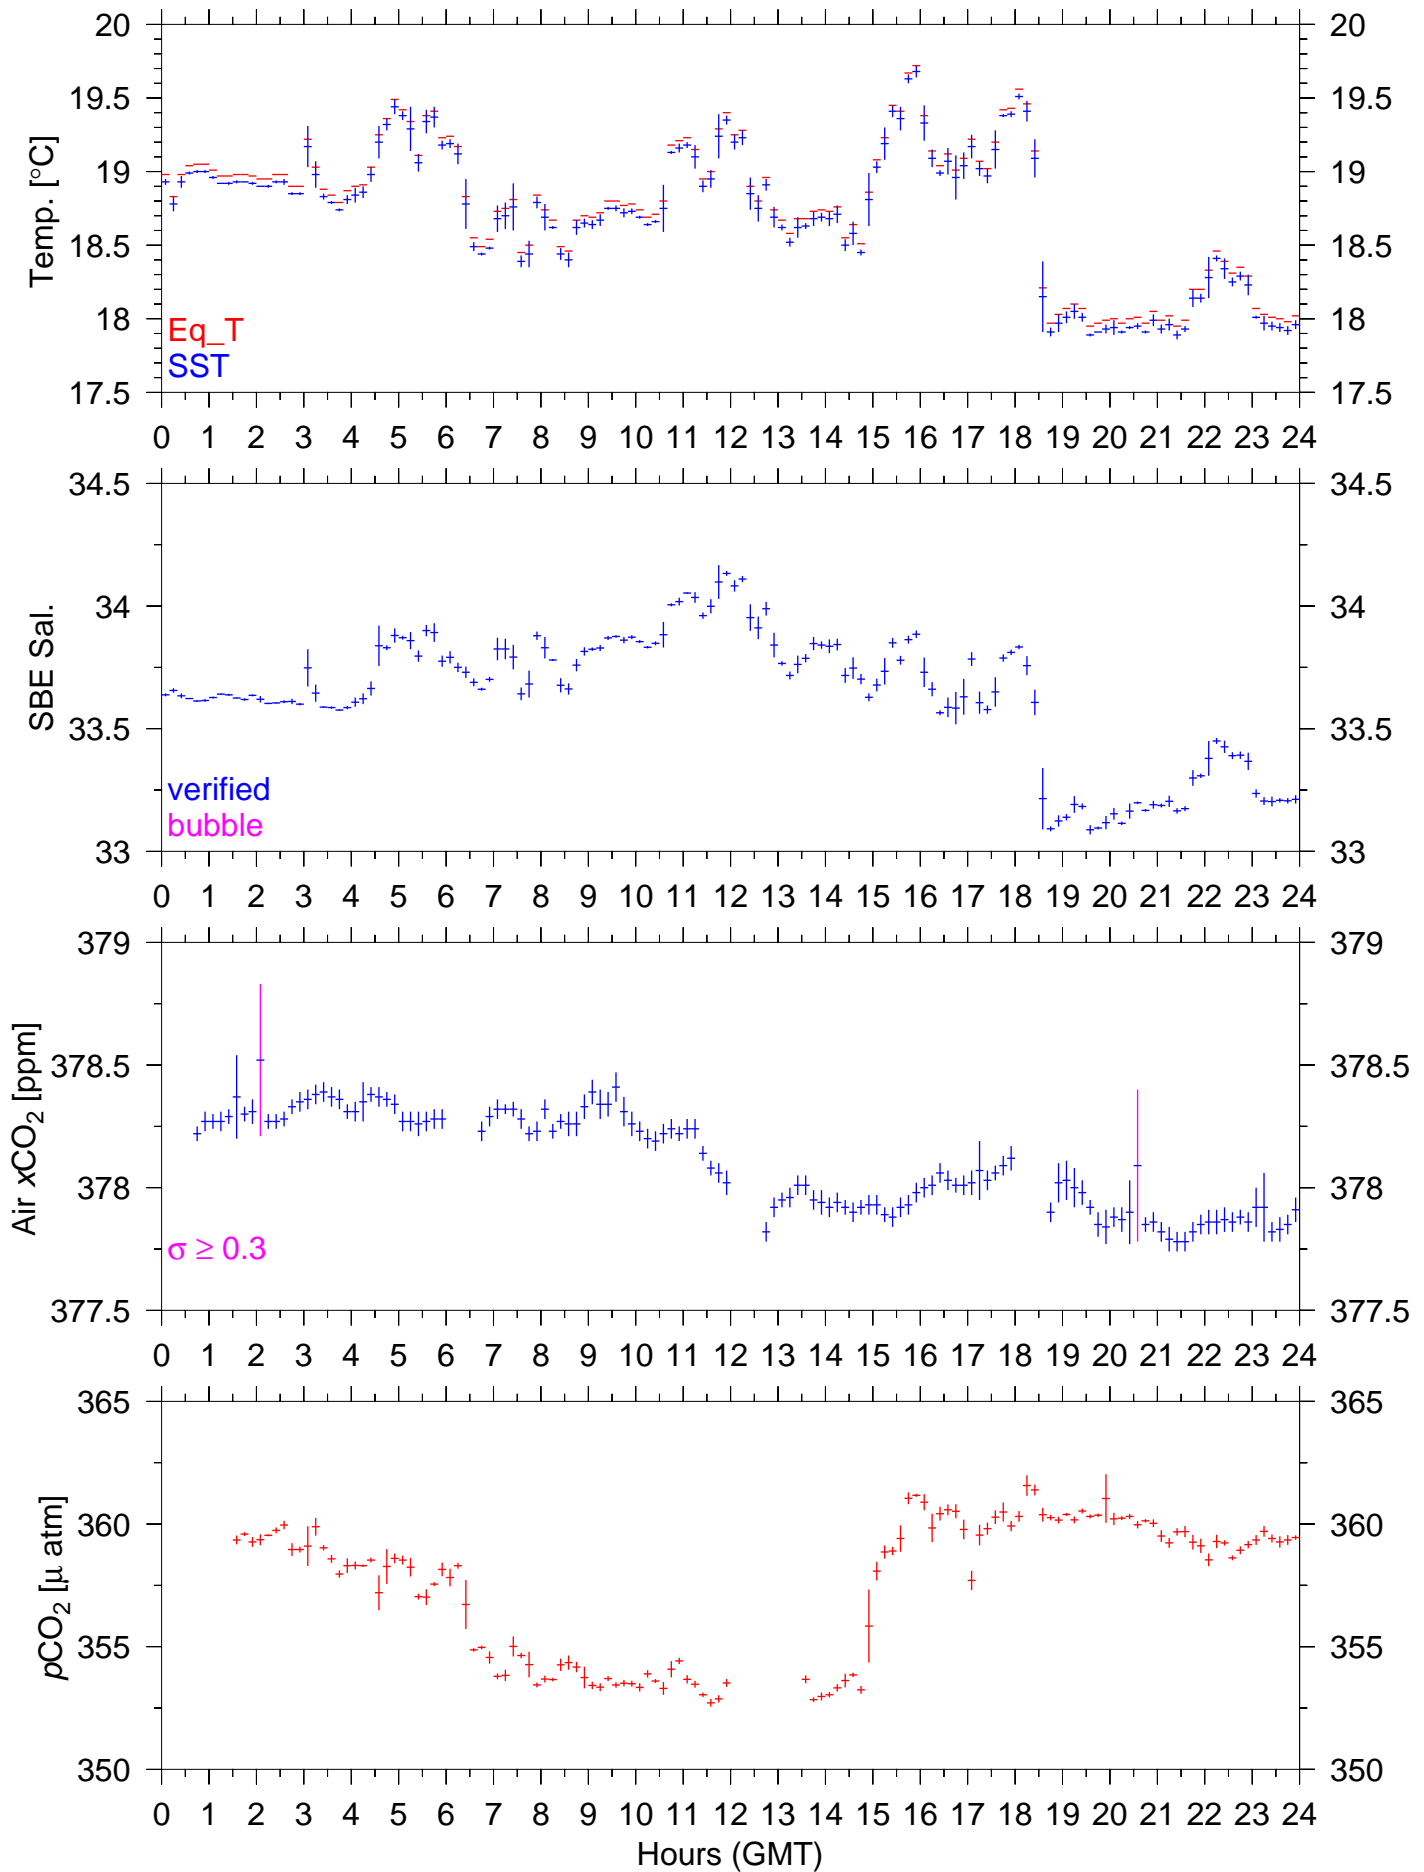 20 20
19.5 19.5
19 19
18.5 18.5
18 18
17.5 17.5
Temp. [°C]
Eq_T
SST
0 1 2 3 4 5 6 7 8 9 10 11 12 13 14 15 16 17 18 19 20 21 22 23 24
34.5 34.5
34 34
33.5 33.5
33 33
SBE Sal.
verified
bubble
0 1 2 3 4 5 6 7 8 9 10 11 12 13 14 15 16 17 18 19 20 21 22 23 24
379 379
378.5 378.5
378 378
377.5 377.5
Air xCO₂ [ppm]
σ ≥ 0.3
0 1 2 3 4 5 6 7 8 9 10 11 12 13 14 15 16 17 18 19 20 21 22 23 24
365 365
360 360
355 355
350 350
pCO₂ [μ atm]
0 1 2 3 4 5 6 7 8 9 10 11 12 13 14 15 16 17 18 19 20 21 22 23 24
Hours (GMT)